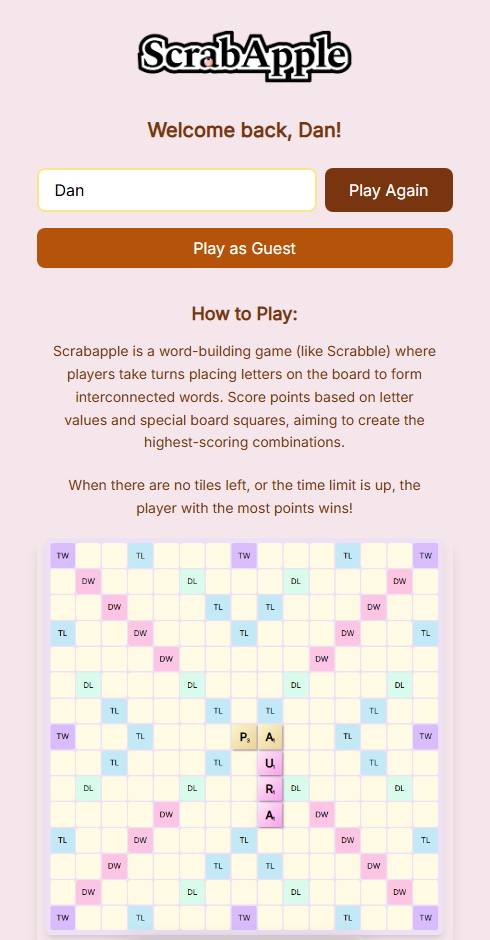 ScrabApple
Welcome back, Dan!
Dan
Play Again
Play as Guest
How to Play:
Scrabapple is a word-building game (like Scrabble) where
players take turns placing letters on the board to form
interconnected words. Score points based on letter
values and special board squares, aiming to create the
highest-scoring combinations.
When there are no tiles left, or the time limit is up, the
player with the most points wins!
TW TL TW TL TW
DW DL DL DW
DW TL TL DW
TL DW TL DW TL
DW DW
DL DL DL DL
TL TL TL TL
TW TL P3 A1 TL TW
TL TL U1 TL
DL DL R1 DL DL
DW A1 DW
TL DW TL DW TL
DW TL TL DW
DW DL DL DW
TW TL TW TL TW